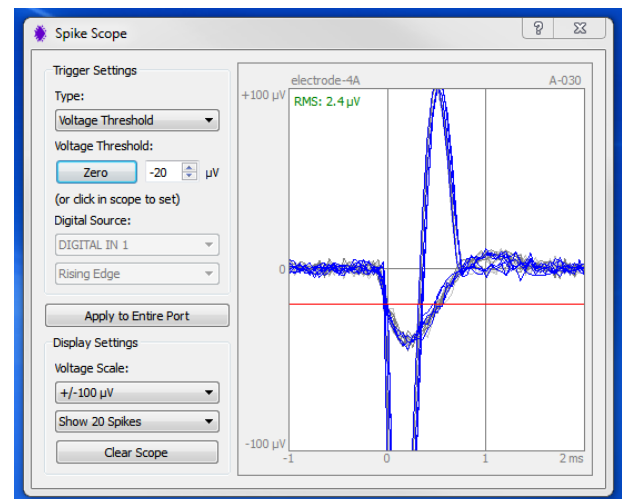 Spike Scope
Trigger Settings
Type:
Voltage Threshold
Voltage Threshold:
Zero -20 µV
(or click in scope to set)
Digital Source:
DIGITAL IN 1
Rising Edge
Apply to Entire Port
Display Settings
Voltage Scale:
+/-100 µV
Show 20 Spikes
Clear Scope
electrode-4A A-030
+100 µV
RMS: 2.4 µV
0
-100 µV
-1 0 1 2 ms